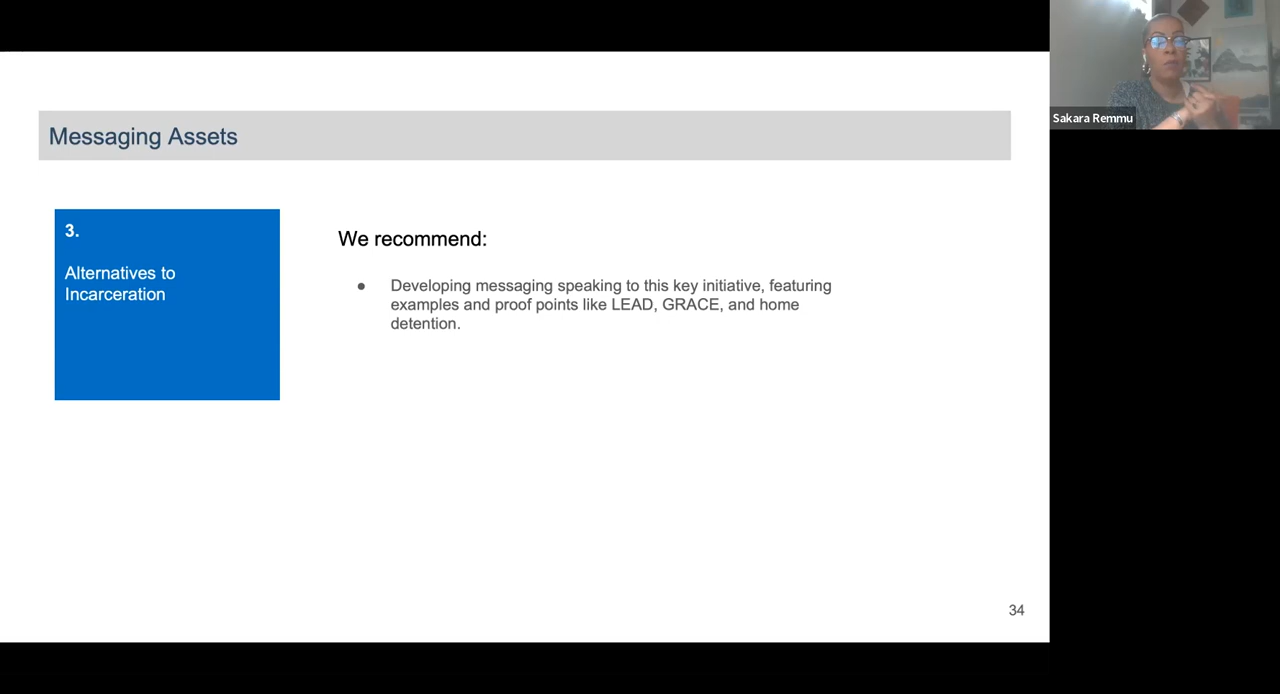 Messaging Assets
3.
Alternatives to
Incarceration
We recommend:
● Developing messaging speaking to this key initiative, featuring
examples and proof points like LEAD, GRACE, and home
detention.
34
Sakara Remmu